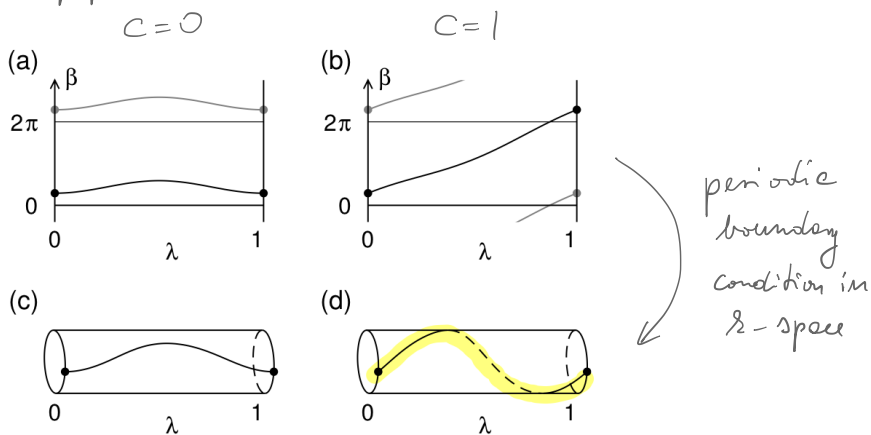 C=0
C=1
(a)
β
2π
0
0
1
λ
(b)
β
2π
0
0
1
λ
periodic
boundary
condition in
k-space
(c)
0
1
λ
(d)
0
1
λ